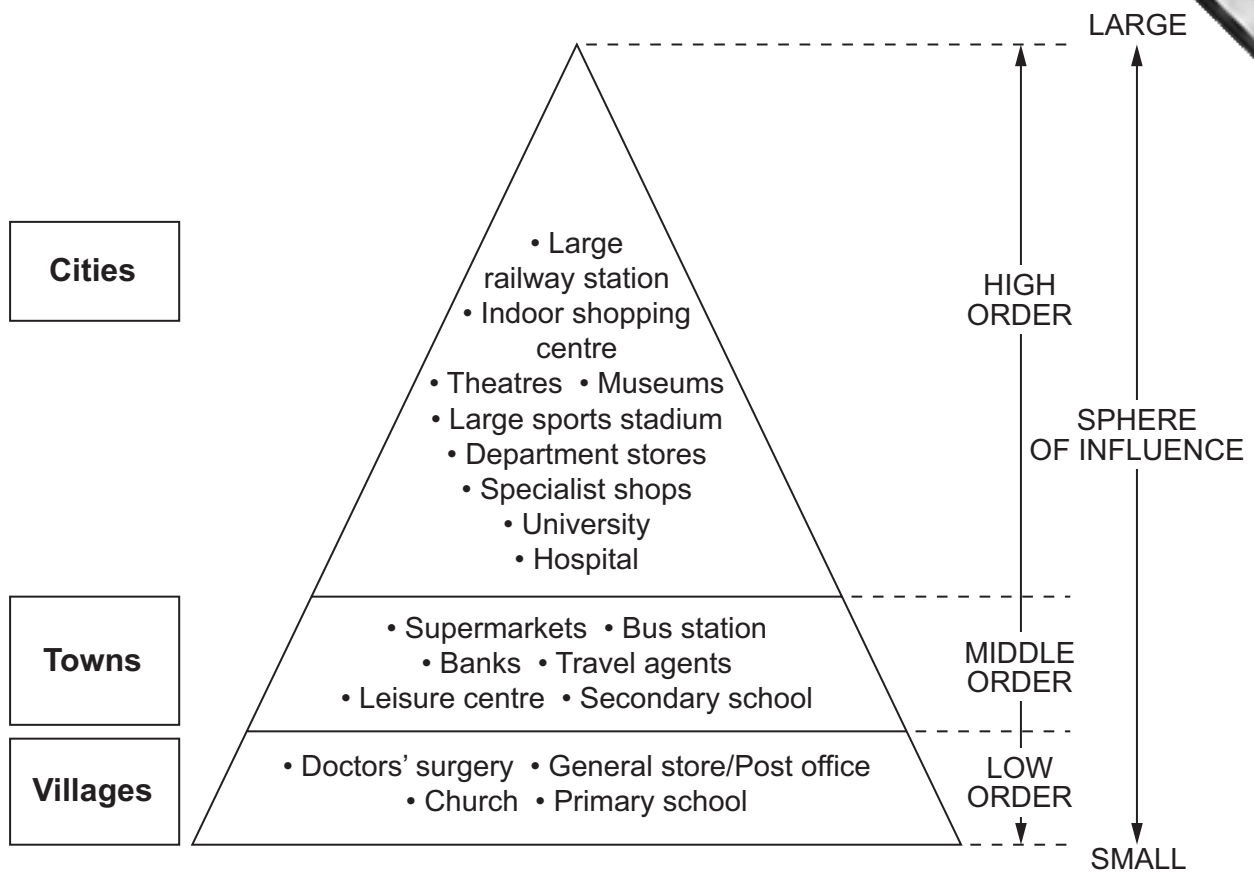 LARGE
Cities
• Large
railway station
• Indoor shopping
centre
• Theatres • Museums
• Large sports stadium
• Department stores
• Specialist shops
• University
• Hospital
HIGH
ORDER
SPHERE
OF INFLUENCE
Towns
• Supermarkets • Bus station
• Banks • Travel agents
• Leisure centre • Secondary school
MIDDLE
ORDER
Villages
• Doctors' surgery • General store/Post office
• Church • Primary school
LOW
ORDER
SMALL